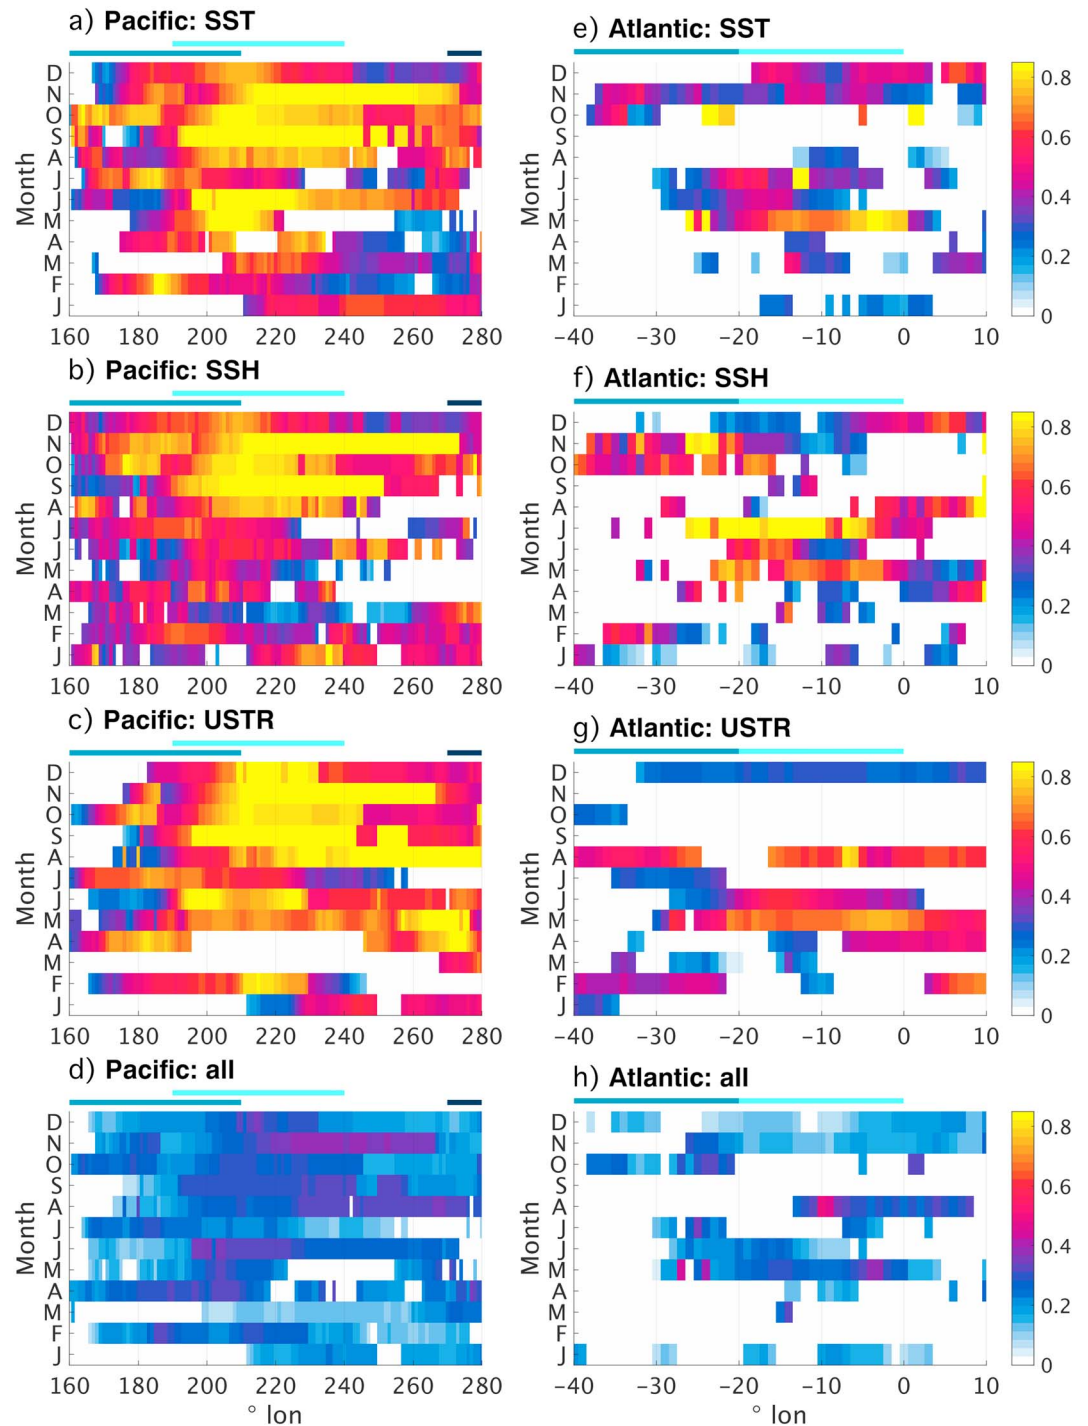 a) Pacific: SST
D
N
O
S
A
J
J
M
A
M
F
J
Month
160 180 200 220 240 260 280
e) Atlantic: SST
D
N
O
S
A
J
J
M
A
M
F
J
Month
−40 −30 −20 −10 0 10
0.8
0.6
0.4
0.2
0
b) Pacific: SSH
D
N
O
S
A
J
J
M
A
M
F
J
Month
160 180 200 220 240 260 280
f) Atlantic: SSH
D
N
O
S
A
J
J
M
A
M
F
J
Month
−40 −30 −20 −10 0 10
0.8
0.6
0.4
0.2
0
c) Pacific: USTR
D
N
O
S
A
J
J
M
A
M
F
J
Month
160 180 200 220 240 260 280
g) Atlantic: USTR
D
N
O
S
A
J
J
M
A
M
F
J
Month
−40 −30 −20 −10 0 10
0.8
0.6
0.4
0.2
0
d) Pacific: all
D
N
O
S
A
J
J
M
A
M
F
J
Month
160 180 200 220 240 260 280
° lon
h) Atlantic: all
D
N
O
S
A
J
J
M
A
M
F
J
Month
−40 −30 −20 −10 0 10
° lon
0.8
0.6
0.4
0.2
0